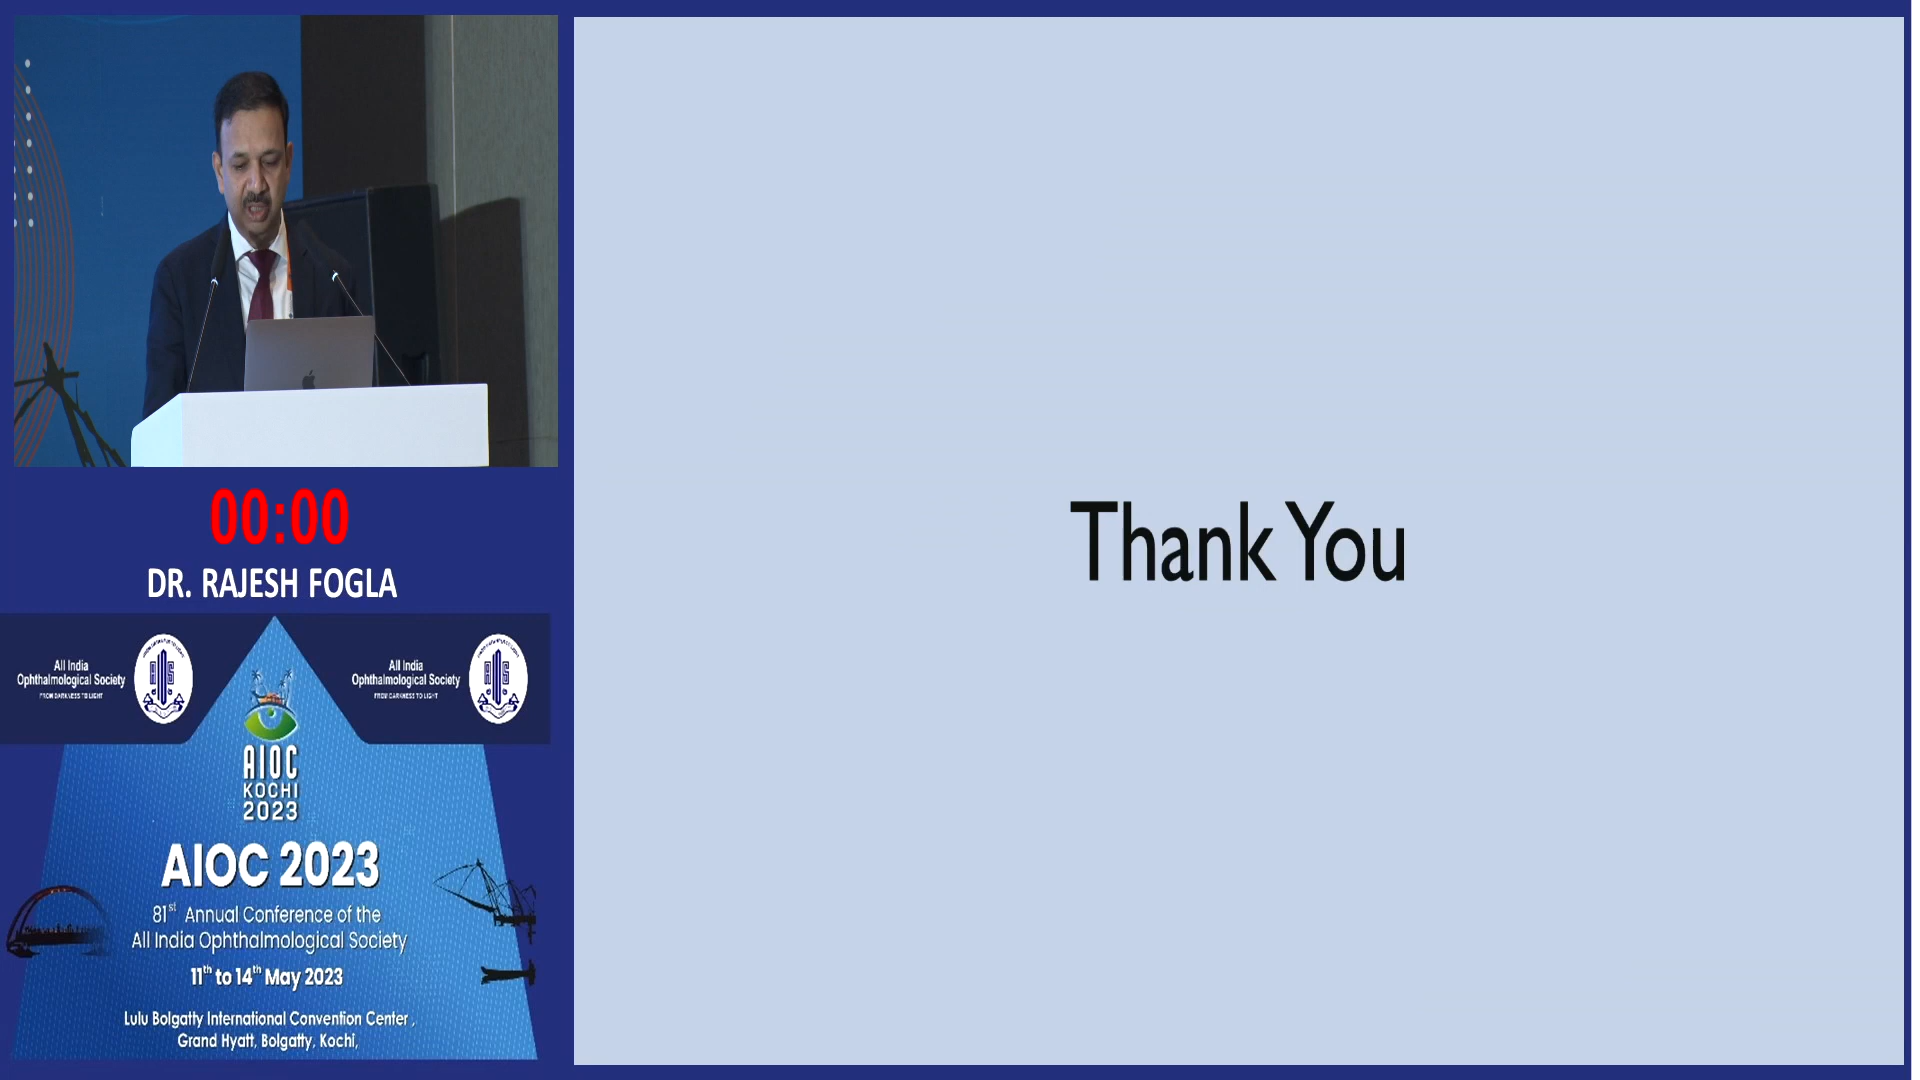 00:00
DR. RAJESH FOGLA
All India
Ophthalmological Society
FROM DARKNESS TO LIGHT
All India
Ophthalmological Society
FROM DARKNESS TO LIGHT
AIOC
KOCHI
2023
AIOC 2023
81st Annual Conference of the
All India Ophthalmological Society
11th to 14th May 2023
Lulu Bolgatty International Convention Center ,
Grand Hyatt, Bolgatty, Kochi,
Thank You